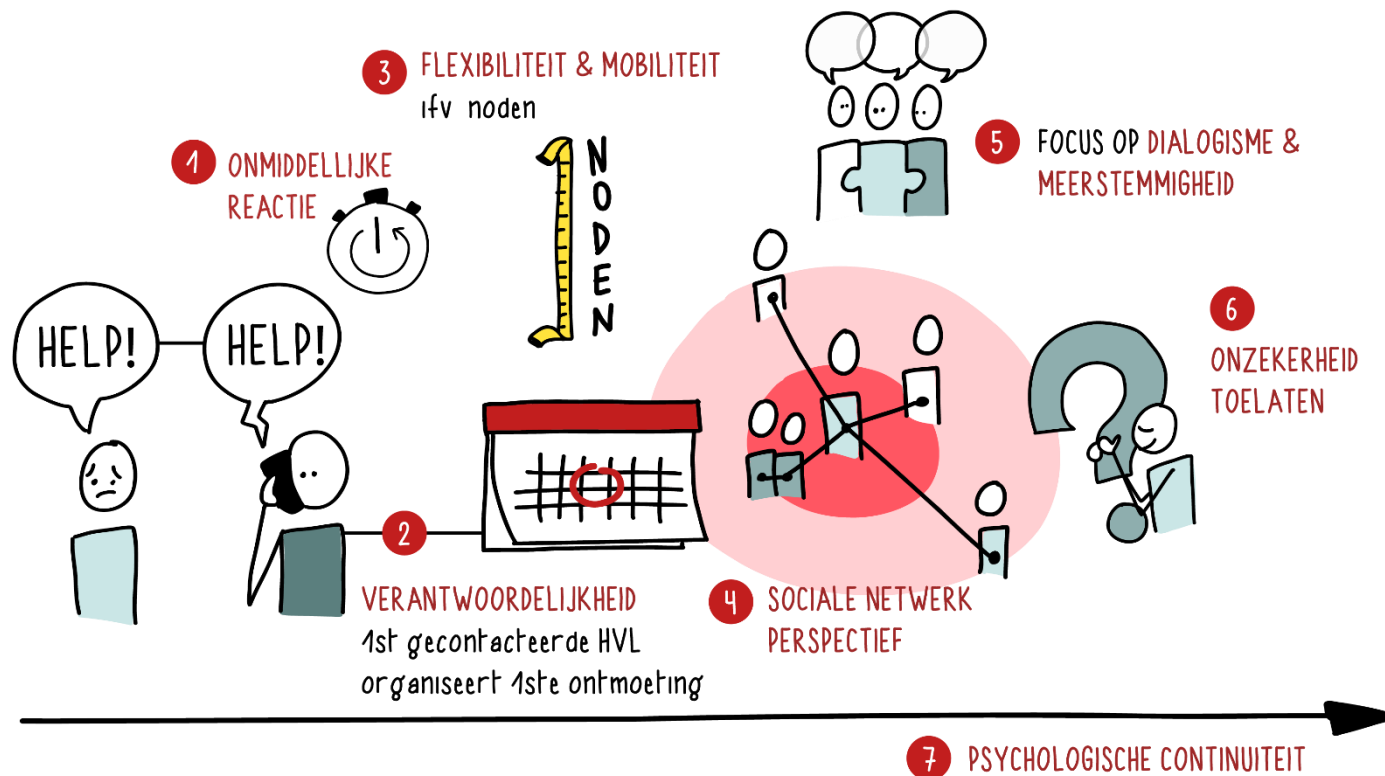 1 ONMIDDELLIJKE
REACTIE
HELP!
HELP!
2
VERANTWOORDELIJKHEID
1st gecontacteerde HVL
organiseert 1ste ontmoeting
3 FLEXIBILITEIT & MOBILITEIT
ifv noden
NODEN
4 SOCIALE NETWERK
PERSPECTIEF
5 FOCUS OP DIALOGISME &
MEERSTEMMIGHEID
6
ONZEKERHEID
TOELATEN
7 PSYCHOLOGISCHE CONTINUITEIT